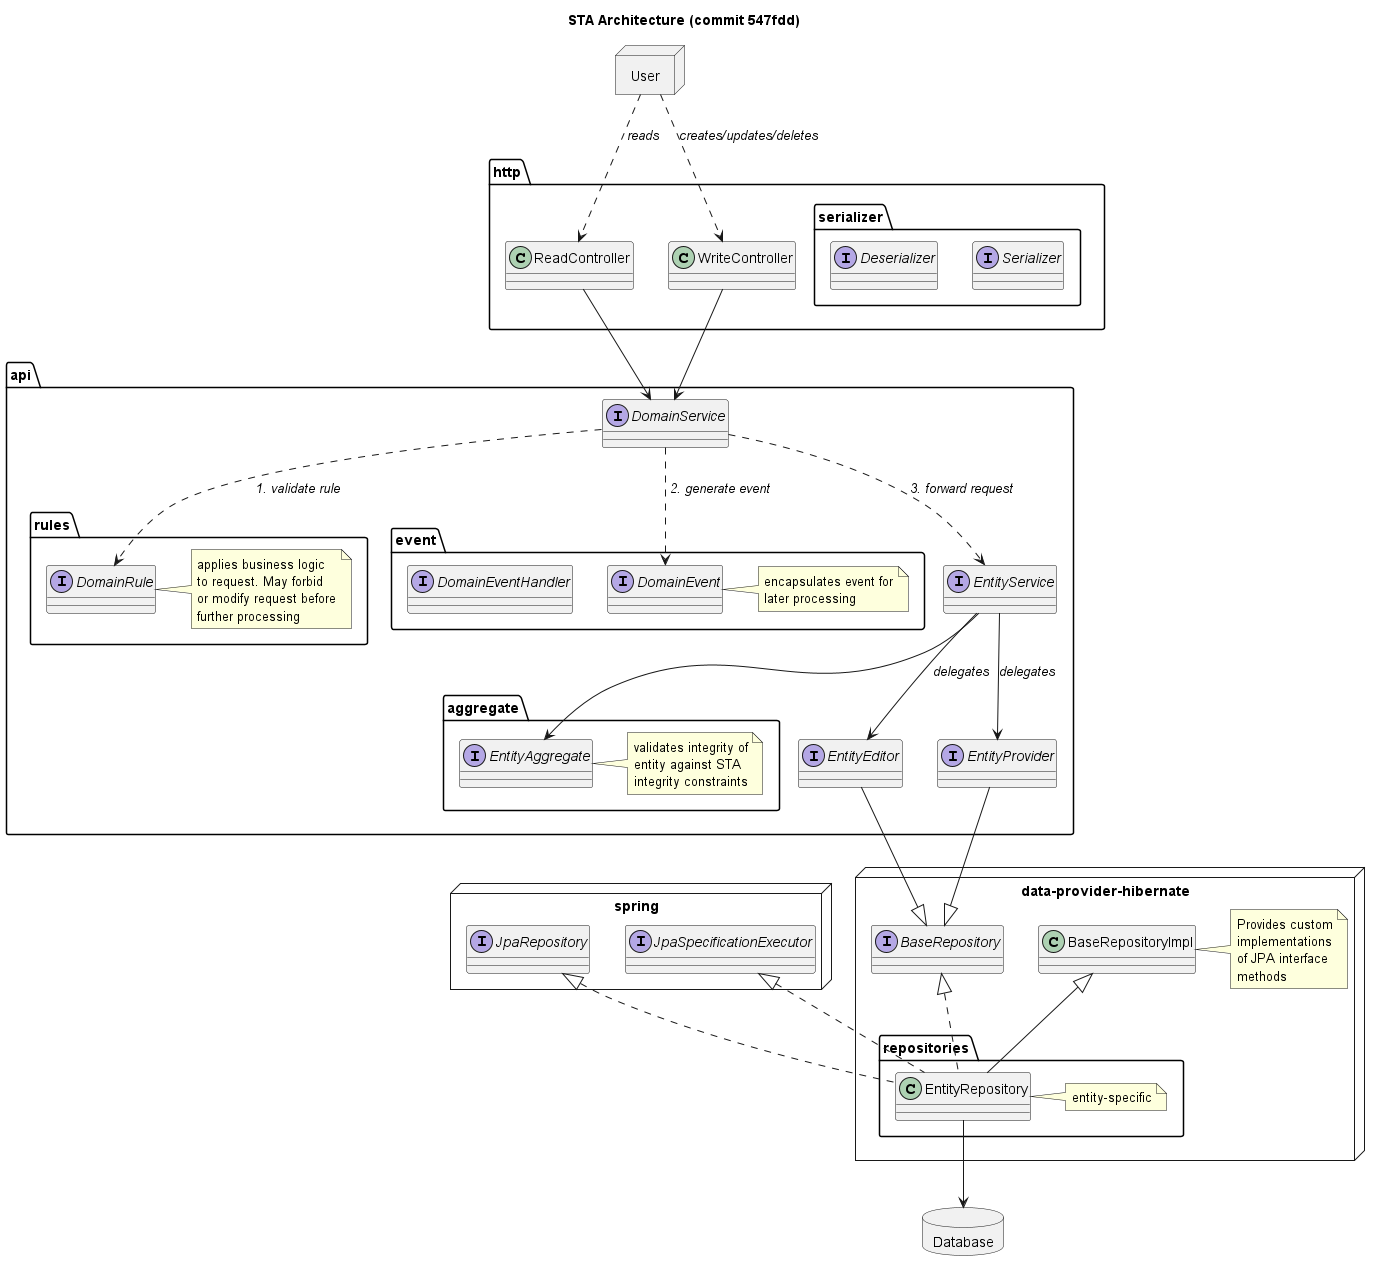 STA Architecture (commit 547fdd)
User
reads
creates/updates/deletes
http
serializer
C ReadController
C WriteController
I Deserializer
I Serializer
api
I DomainService
1. validate rule
2. generate event
3. forward request
rules
I DomainRule
applies business logic
to request. May forbid
or modify request before
further processing
event
I DomainEventHandler
I DomainEvent
encapsulates event for
later processing
I EntityService
delegates
delegates
aggregate
I EntityAggregate
validates integrity of
entity against STA
integrity constraints
I EntityEditor
I EntityProvider
spring
I JpaRepository
I JpaSpecificationExecutor
data-provider-hibernate
I BaseRepository
C BaseRepositoryImpl
Provides custom
implementations
of JPA interface
methods
repositories
C EntityRepository
entity-specific
Database